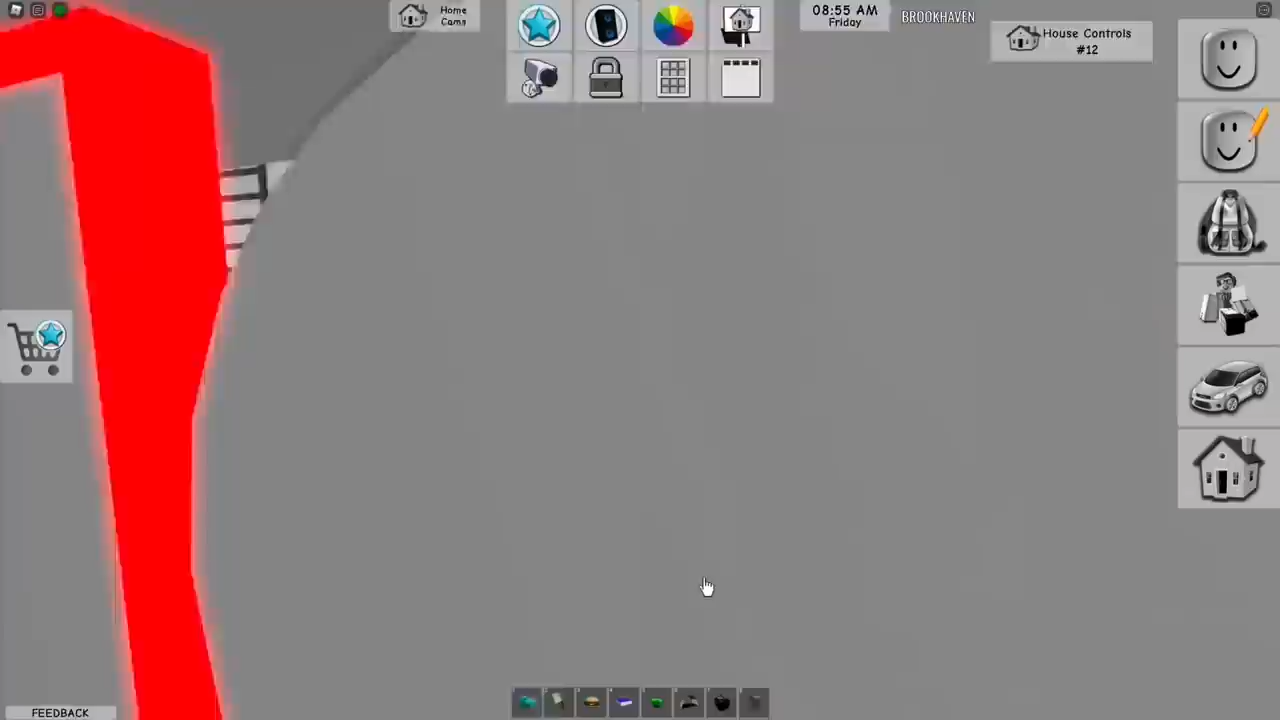 Home
Cams
08:55 AM
Friday
BROOKHAVEN
House Controls
#12
FEEDBACK